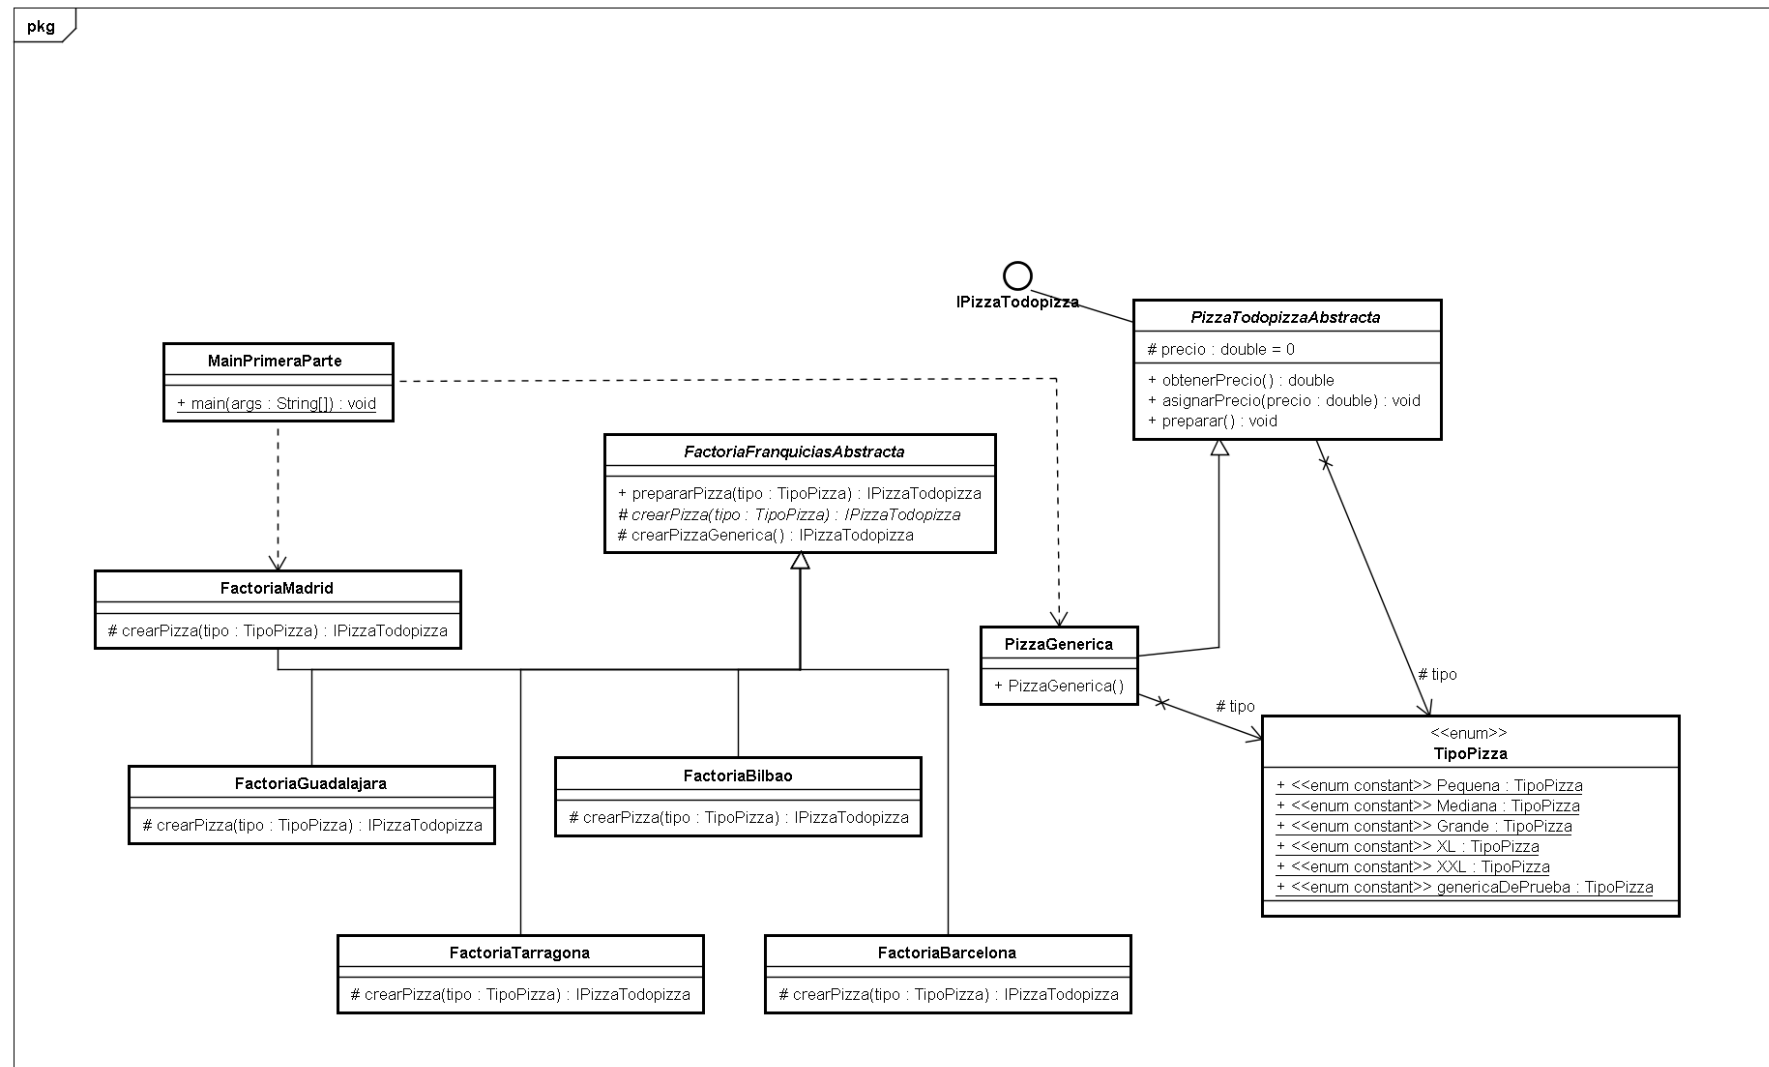 pkg
IPizzaTodopizza
PizzaTodopizzaAbstracta
# precio : double = 0
+ obtenerPrecio() : double
+ asignarPrecio(precio : double) : void
+ preparar() : void
MainPrimeraParte
+ main(args : String[]) : void
FactoriaFranquiciasAbstracta
+ prepararPizza(tipo : TipoPizza) : IPizzaTodopizza
# crearPizza(tipo : TipoPizza) : IPizzaTodopizza
# crearPizzaGenerica() : IPizzaTodopizza
FactoriaMadrid
# crearPizza(tipo : TipoPizza) : IPizzaTodopizza
PizzaGenerica
+ PizzaGenerica()
# tipo
# tipo
<<enum>>
TipoPizza
+ <<enum constant>> Pequena : TipoPizza
+ <<enum constant>> Mediana : TipoPizza
+ <<enum constant>> Grande : TipoPizza
+ <<enum constant>> XL : TipoPizza
+ <<enum constant>> XXL : TipoPizza
+ <<enum constant>> genericaDePrueba : TipoPizza
FactoriaGuadalajara
# crearPizza(tipo : TipoPizza) : IPizzaTodopizza
FactoriaBilbao
# crearPizza(tipo : TipoPizza) : IPizzaTodopizza
FactoriaTarragona
# crearPizza(tipo : TipoPizza) : IPizzaTodopizza
FactoriaBarcelona
# crearPizza(tipo : TipoPizza) : IPizzaTodopizza